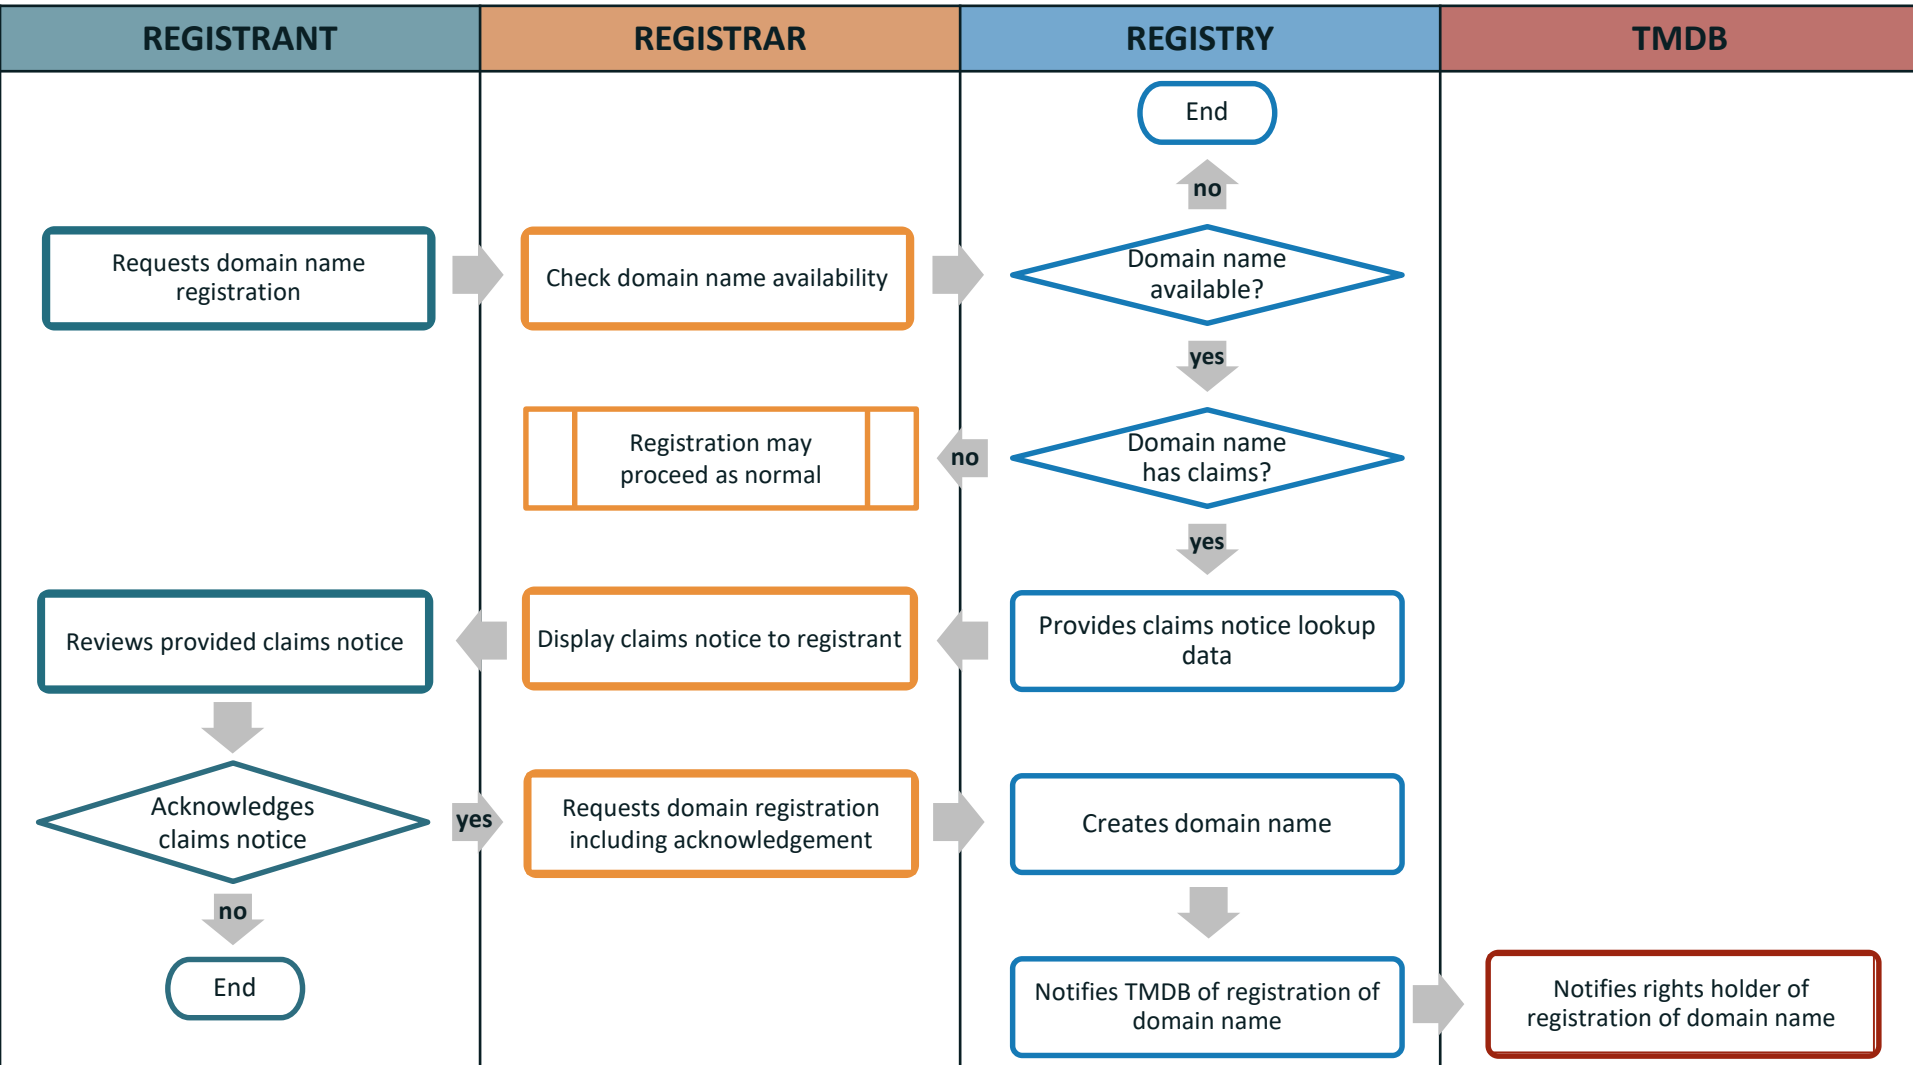 REGISTRANT
REGISTRAR
REGISTRY
TMDB
End
no
Requests domain name
registration
Check domain name availability
Domain name
available?
yes
Registration may
proceed as normal
no
Domain name
has claims?
yes
Reviews provided claims notice
Display claims notice to registrant
Provides claims notice lookup
data
Acknowledges
claims notice
yes
Requests domain registration
including acknowledgement
Creates domain name
no
End
Notifies TMDB of registration of
domain name
Notifies rights holder of
registration of domain name